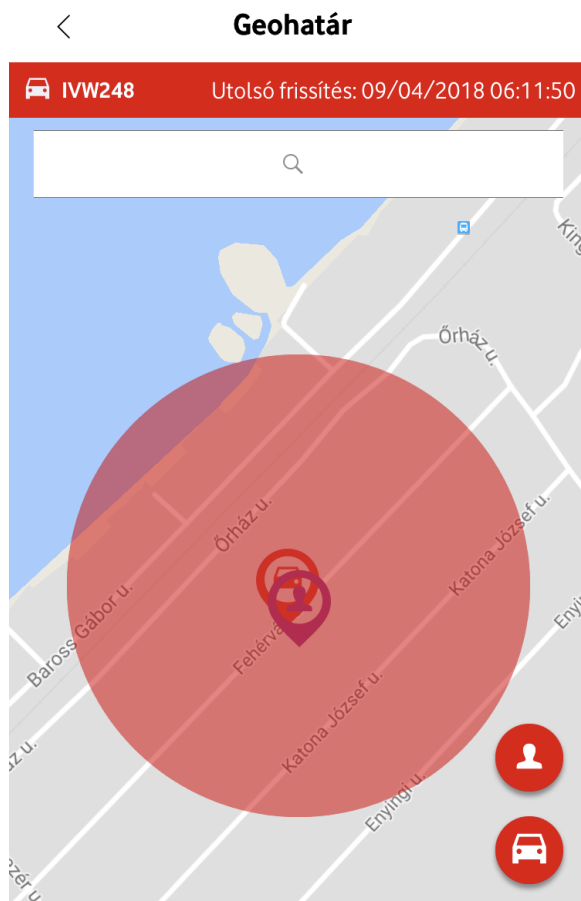 Geohatár
IVW248
Utolsó frissítés: 09/04/2018 06:11:50
Őrház u.
Őrház u.
Katona József u.
Baross Gábor u.
Katona József u.
Enyingi u.